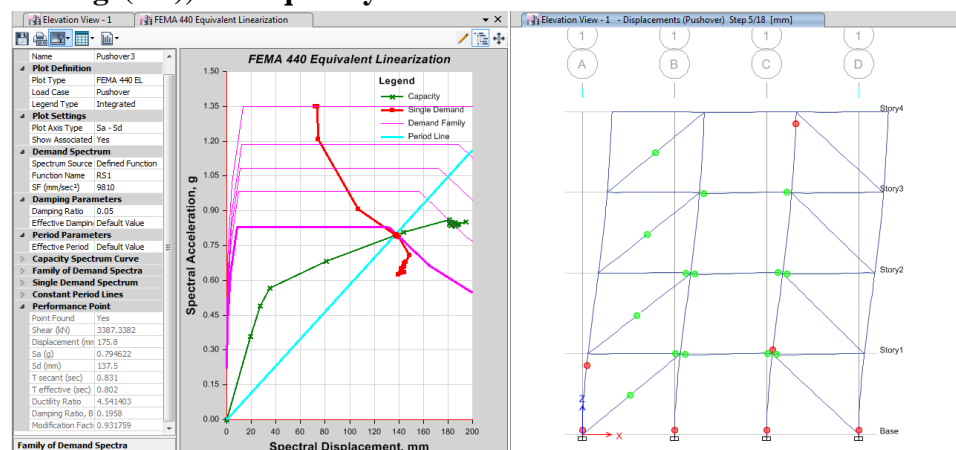 Elevation View - 1
FEMA 440 Equivalent Linearization
Name Pushover3
Plot Definition
Plot Type FEMA 440 EL
Load Case Pushover
Legend Type Integrated
Plot Settings
Plot Axis Type Sa - Sd
Show Associated Yes
Demand Spectrum
Spectrum Source Defined Function
Function Name RS1
SF (mm/sec²) 9810
Damping Parameters
Damping Ratio 0.05
Effective Dampin Default Value
Period Parameters
Effective Period Default Value
Capacity Spectrum Curve
Family of Demand Spectra
Single Demand Spectrum
Constant Period Lines
Performance Point
Point Found Yes
Shear (kN) 3387.3382
Displacement (mm 175.8
Sa (g) 0.794622
Sd (mm) 137.5
T secant (sec) 0.831
T effective (sec) 0.802
Ductility Ratio 4.541403
Damping Ratio, B 0.1958
Modification Facti 0.931759
Family of Demand Spectra
FEMA 440 Equivalent Linearization
Legend
Capacity
Single Demand
Demand Family
Period Line
Spectral Acceleration, g
1.50
1.35
1.20
1.05
0.90
0.75
0.60
0.45
0.30
0.15
0.00
0 20 40 60 80 100 120 140 160 180 200
Spectral Displacement, mm
Elevation View - 1 - Displacements (Pushover) Step 5/18 [mm]
1 1 1 1
A B C D
Story4
Story3
Story2
Story1
Base
Z
X